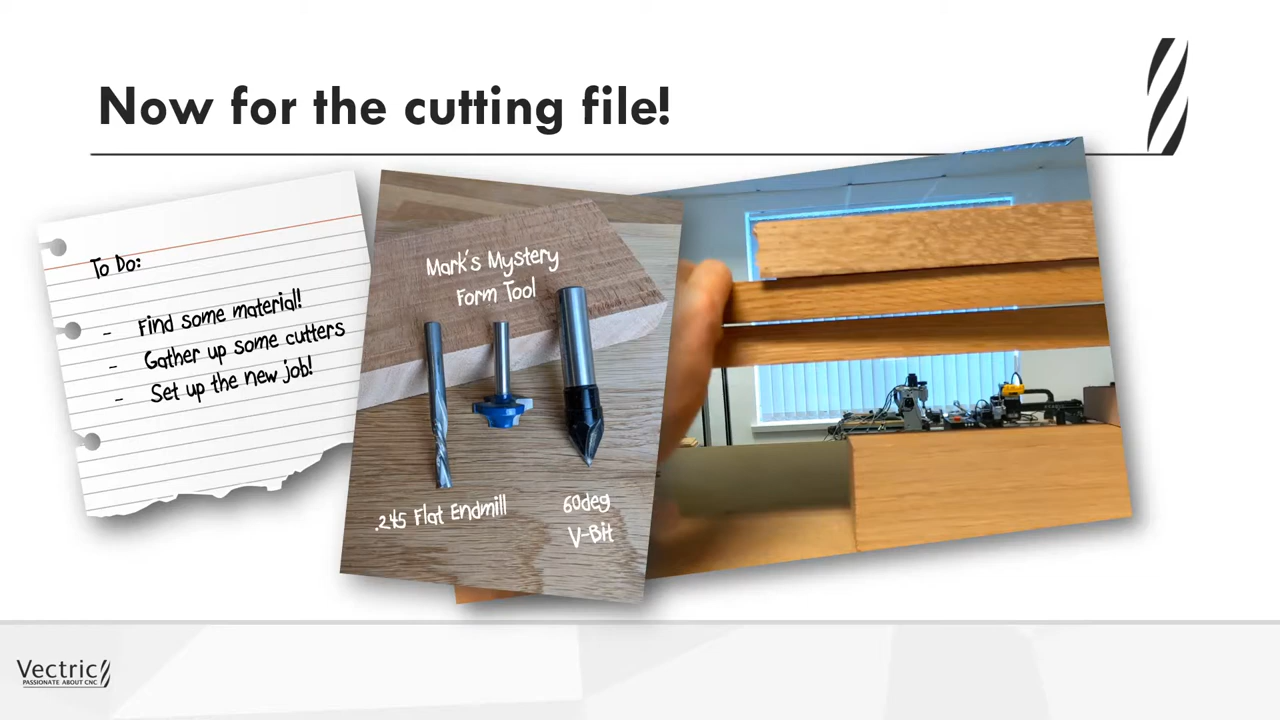 Now for the cutting file!
To Do:
- Find some material!
- Gather up some cutters
- Set up the new job!
Mark's Mystery
Form Tool
.245 Flat Endmill
60deg
V-Bit
Vectric
PASSIONATE ABOUT CNC